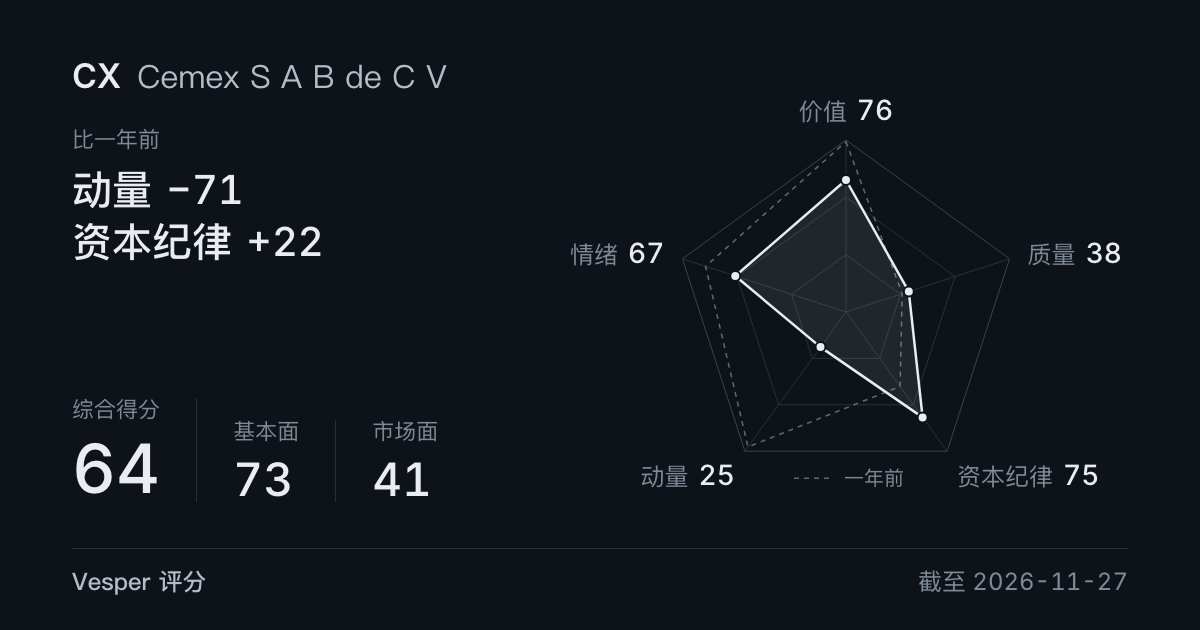 CX Cemex S A B de C V
比一年前
动量 −71
资本纪律 +22
综合得分
64
基本面
73
市场面
41
价值 76
质量 38
资本纪律 75
动量 25
情绪 67
一年前
Vesper 评分
截至 2026-11-27